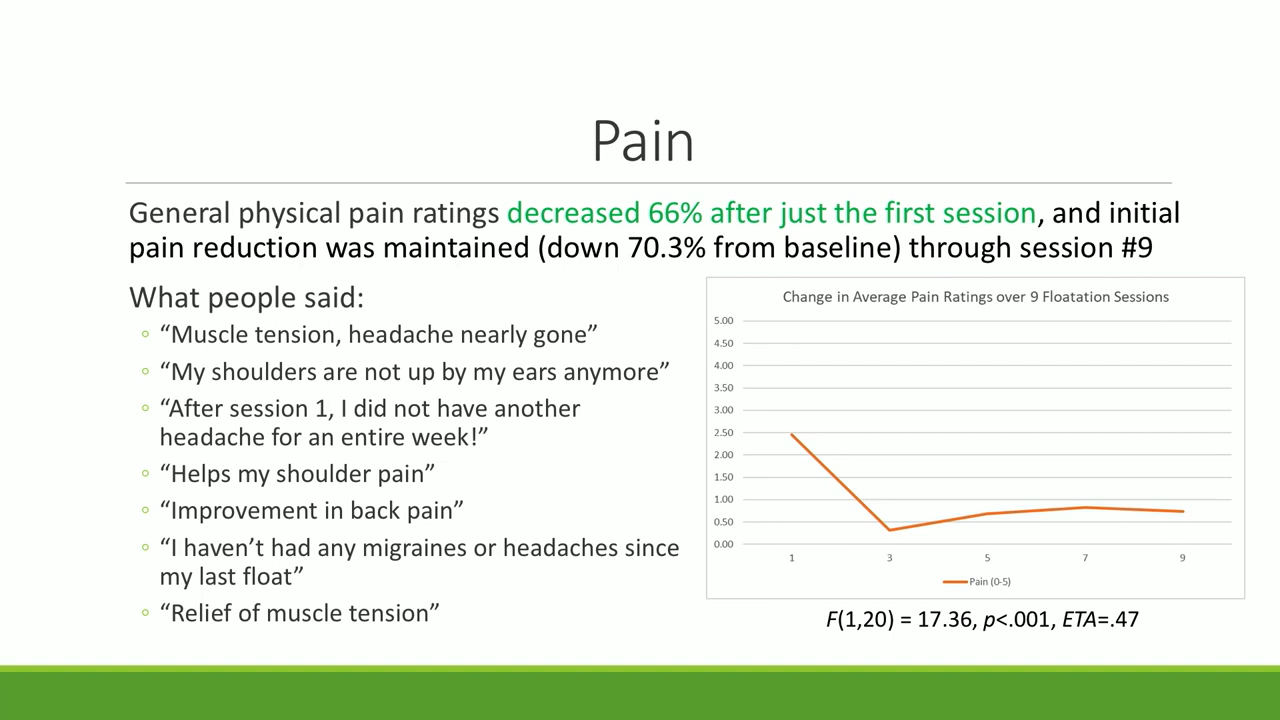 Pain
General physical pain ratings decreased 66% after just the first session, and initial
pain reduction was maintained (down 70.3% from baseline) through session #9
What people said:
◦ “Muscle tension, headache nearly gone”
◦ “My shoulders are not up by my ears anymore”
◦ “After session 1, I did not have another
headache for an entire week!”
◦ “Helps my shoulder pain”
◦ “Improvement in back pain”
◦ “I haven’t had any migraines or headaches since
my last float”
◦ “Relief of muscle tension”
Change in Average Pain Ratings over 9 Floatation Sessions
5.00
4.50
4.00
3.50
3.00
2.50
2.00
1.50
1.00
0.50
0.00
1 3 5 7 9
Pain (0-5)
F(1,20) = 17.36, p<.001, ETA=.47